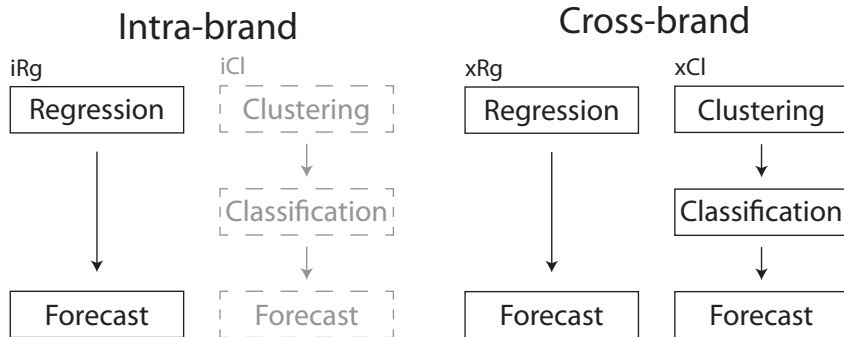 Intra-brand
Cross-brand
iRg
iCl
xRg
xCl
Regression
Clustering
Regression
Clustering
Classification
Classification
Forecast
Forecast
Forecast
Forecast